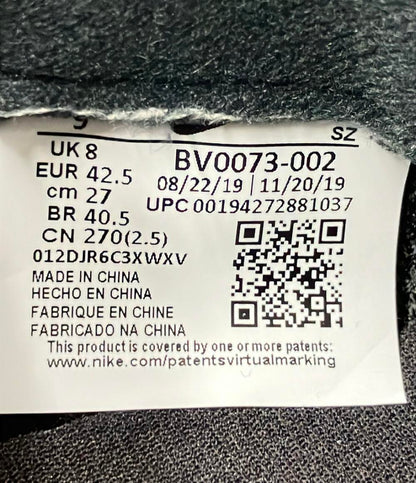 SZ
UK 8
BV0073-002
EUR 42.5
08/22/19 | 11/20/19
cm 27
UPC 00194272881037
BR 40.5
CN 270(2.5)
012DJR6C3XWXV
MADE IN CHINA
HECHO EN CHINA
FABRIQUE EN CHINE
FABRICADO NA CHINA
This product is covered by one or more patents:
www.nike.com/patentsvirtualmarking